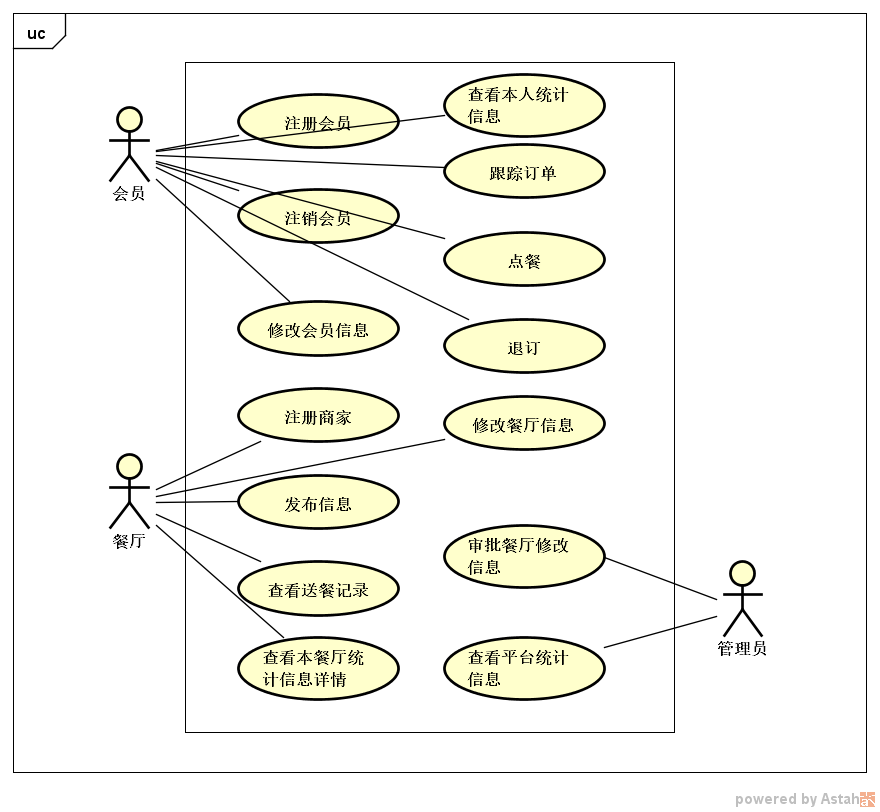 uc
注册会员
查看本人统计
信息
跟踪订单
会员
注销会员
点餐
修改会员信息
退订
注册商家
修改餐厅信息
发布信息
餐厅
审批餐厅修改
信息
查看送餐记录
管理员
查看本餐厅统
计信息详情
查看平台统计
信息
powered by Astah